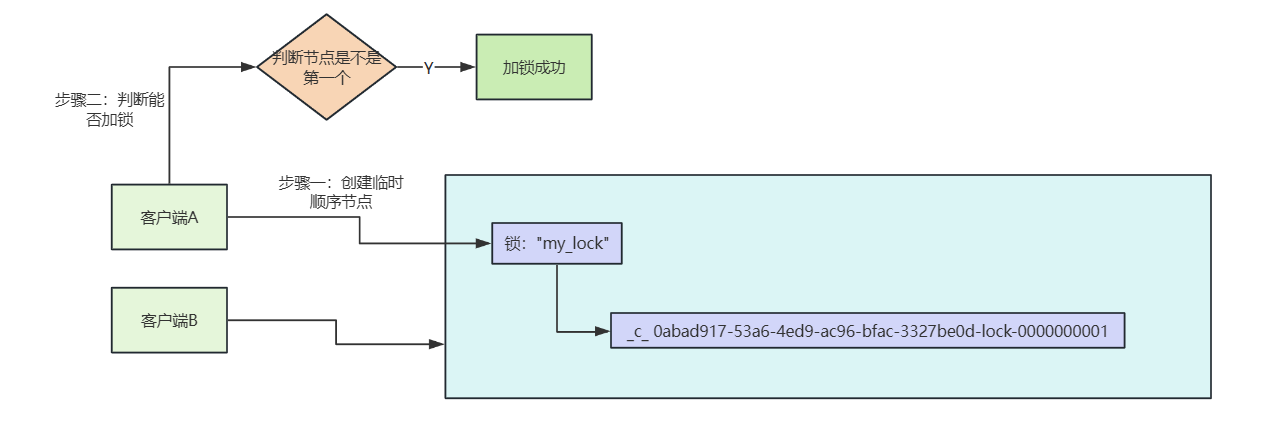 判断节点是不是
第一个
Y
加锁成功
步骤二：判断能
否加锁
步骤一：创建临时
顺序节点
客户端A
锁："my_lock"
客户端B
_c_ 0abad917-53a6-4ed9-ac96-bfac-3327be0d-lock-0000000001